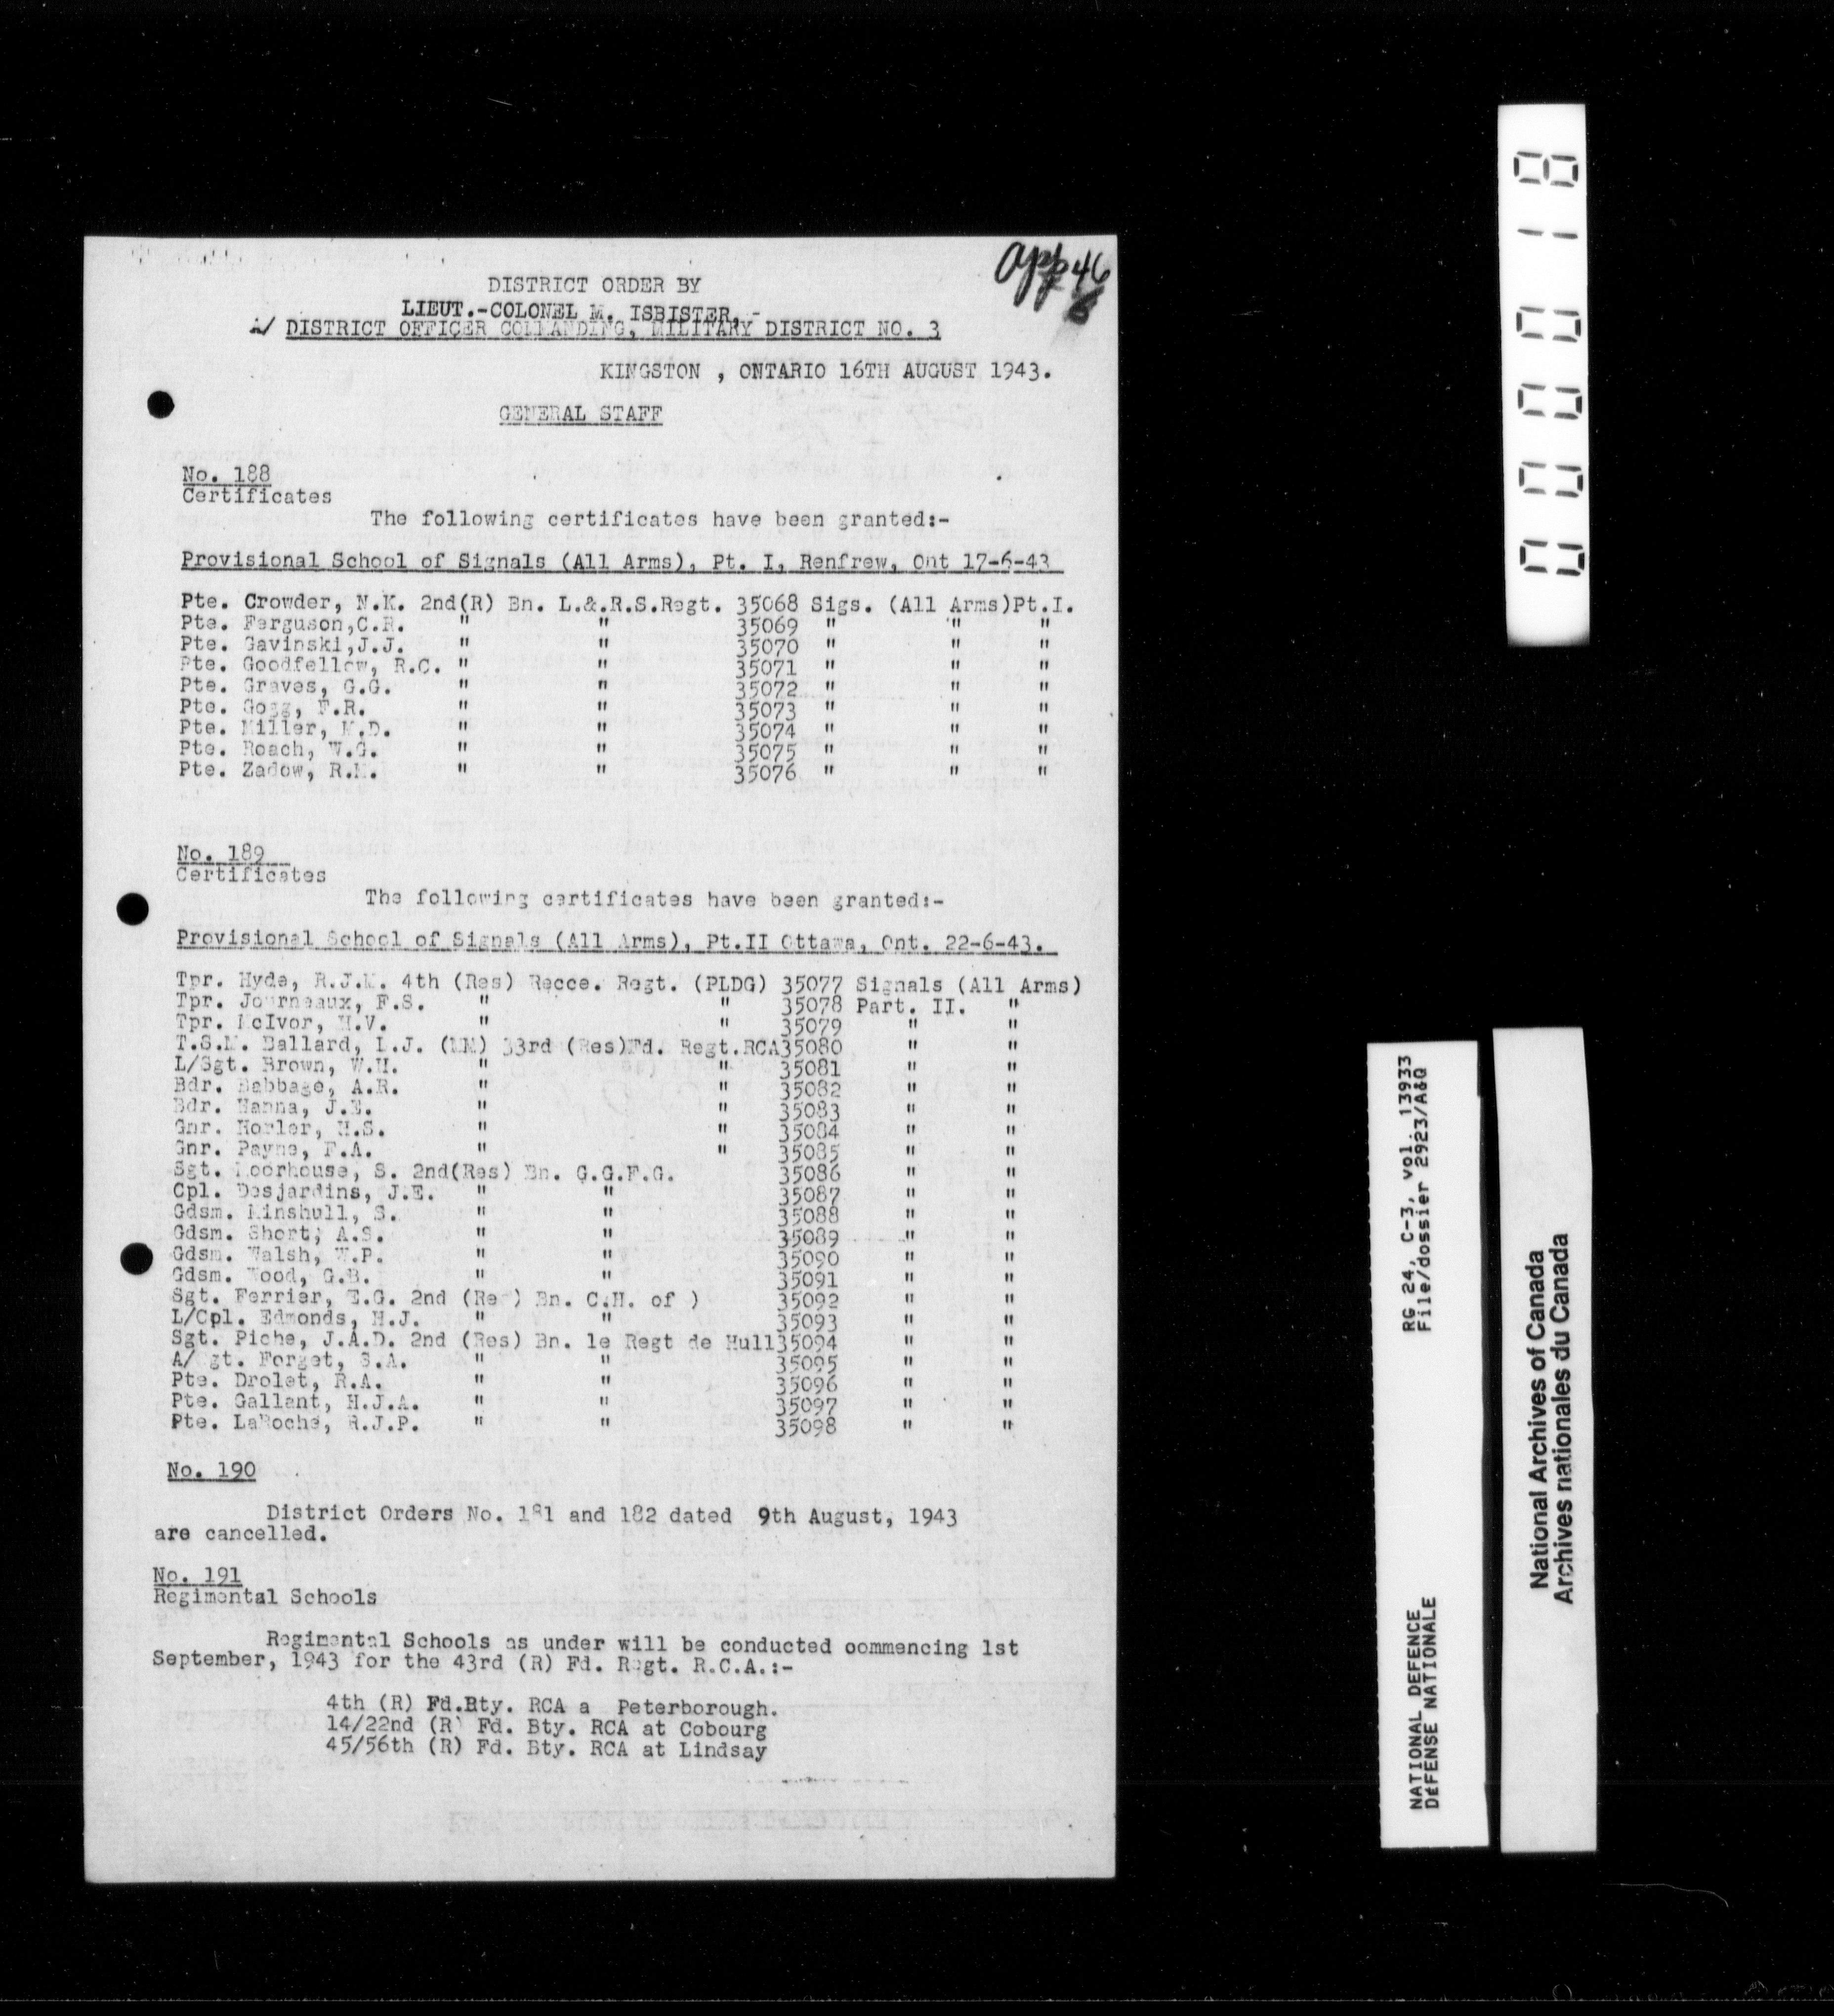 App 46
8
DISTRICT ORDER BY
LIEUT.-COLONEL M. ISBISTER, -
A/ DISTRICT OFFICER COMMANDING, MILITARY DISTRICT NO. 3
KINGSTON , ONTARIO 16TH AUGUST 1943.
GENERAL STAFF
No. 188
Certificates
The following certificates have been granted:-
Provisional School of Signals (All Arms), Pt. I, Renfrew, Ont 17-6-43
Pte. Crowder, N.K. 2nd(R) Bn. L.&.R.S.Regt. 35068 Sigs. (All Arms)Pt.I.
Pte. Ferguson,C.R. " " 35069 " " "
Pte. Gavinski,J.J. " " 35070 " " "
Pte. Goodfellow, R.C. " " 35071 " " "
Pte. Graves, G.G. " " 35072 " " "
Pte. Gogg, F.R. " " 35073 " " "
Pte. Miller, M.D. " " 35074 " " "
Pte. Roach, W.G. " " 35075 " " "
Pte. Zadow, R.M. " " 35076 " " "
No. 189
Certificates
The following certificates have been granted:-
Provisional School of Signals (All Arms), Pt.II Ottawa, Ont. 22-6-43.
Tpr. Hyde, R.J.M. 4th (Res) Recce. Regt. (PLDG) 35077 Signals (All Arms)
Tpr. Journeaux, F.S. " " 35078 Part. II. "
Tpr. McIvor, H.V. " " 35079 " "
T.S.M. Ballard, L.J. (MM) 33rd (Res)Fd. Regt.RCA35080 " "
L/Sgt. Brown, W.H. " " 35081 " "
Bdr. Babbage, A.R. " " 35082 " "
Bdr. Hanna, J.E. " " 35083 " "
Gnr. Horler, H.S. " " 35084 " "
Gnr. Payne, F.A. " " 35085 " "
Sgt. Moorhouse, S. 2nd(Res) Bn. G.G.F.G. 35086 " "
Cpl. Desjardins, J.E. " " 35087 " "
Gdsm. Minshull, S. " " 35088 " "
Gdsm. Short, A.S. " " 35089 " "
Gdsm. Walsh, W.P. " " 35090 " "
Gdsm. Wood, G.B. " " 35091 " "
Sgt. Ferrier, E.G. 2nd (Re ) Bn. C.H. of ) 35092 " "
L/Cpl. Edmonds, H.J. " " 35093 " "
Sgt. Piche, J.A.D. 2nd (Res) Bn. le Regt de Hull35094 " "
A/ gt. Forget, S.A. " " 35095 " "
Pte. Drolet, R.A. " " 35096 " "
Pte. Gallant, H.J.A. " " 35097 " "
Pte. LaRoche, R.J.P. " " 35098 " "
No. 190
District Orders No. 181 and 182 dated 9th August, 1943
are cancelled.
No. 191
Regimental Schools
Regimental Schools as under will be conducted commencing 1st
September, 1943 for the 43rd (R) Fd. Regt. R.C.A.:-
4th (R) Fd.Bty. RCA a Peterborough.
14/22nd (R) Fd. Bty. RCA at Cobourg
45/56th (R) Fd. Bty. RCA at Lindsay
0000018
RG 24, C-3, vol. 13933
File/dossier 2923/A&Q
NATIONAL DEFENCE
DéFENSE NATIONALE
National Archives of Canada
Archives nationales du Canada